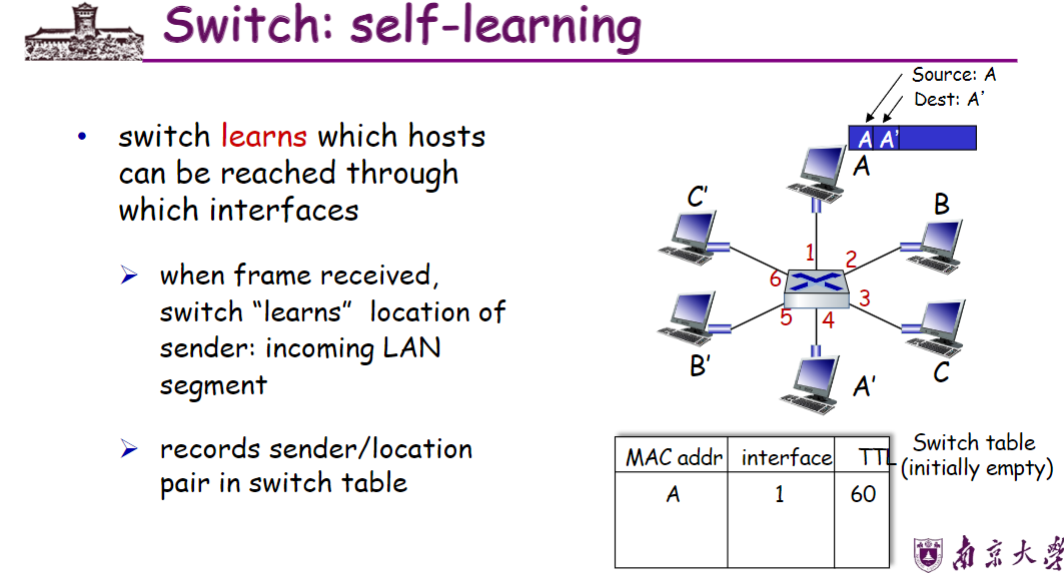 Switch: self-learning
• switch learns which hosts
can be reached through
which interfaces
➢ when frame received,
switch “learns” location of
sender: incoming LAN
segment
➢ records sender/location
pair in switch table
Source: A
Dest: A’
A A’
A
C'
B
1
2
6
3
5
4
B'
A'
C
MAC addr interface TTL
A 1 60
Switch table
(initially empty)
南京大學